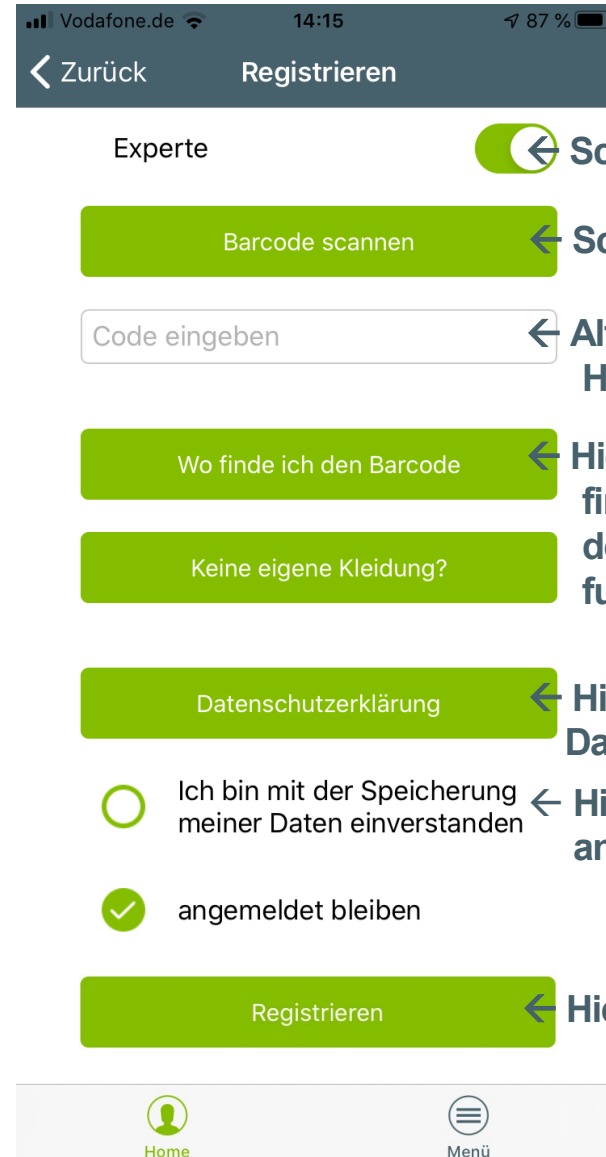 Vodafone.de 14:15 87 %
Zurück Registrieren
Experte
Barcode scannen
Code eingeben
Wo finde ich den Barcode
Keine eigene Kleidung?
Datenschutzerklärung
Ich bin mit der Speicherung
meiner Daten einverstanden
angemeldet bleiben
Registrieren
Home Menü